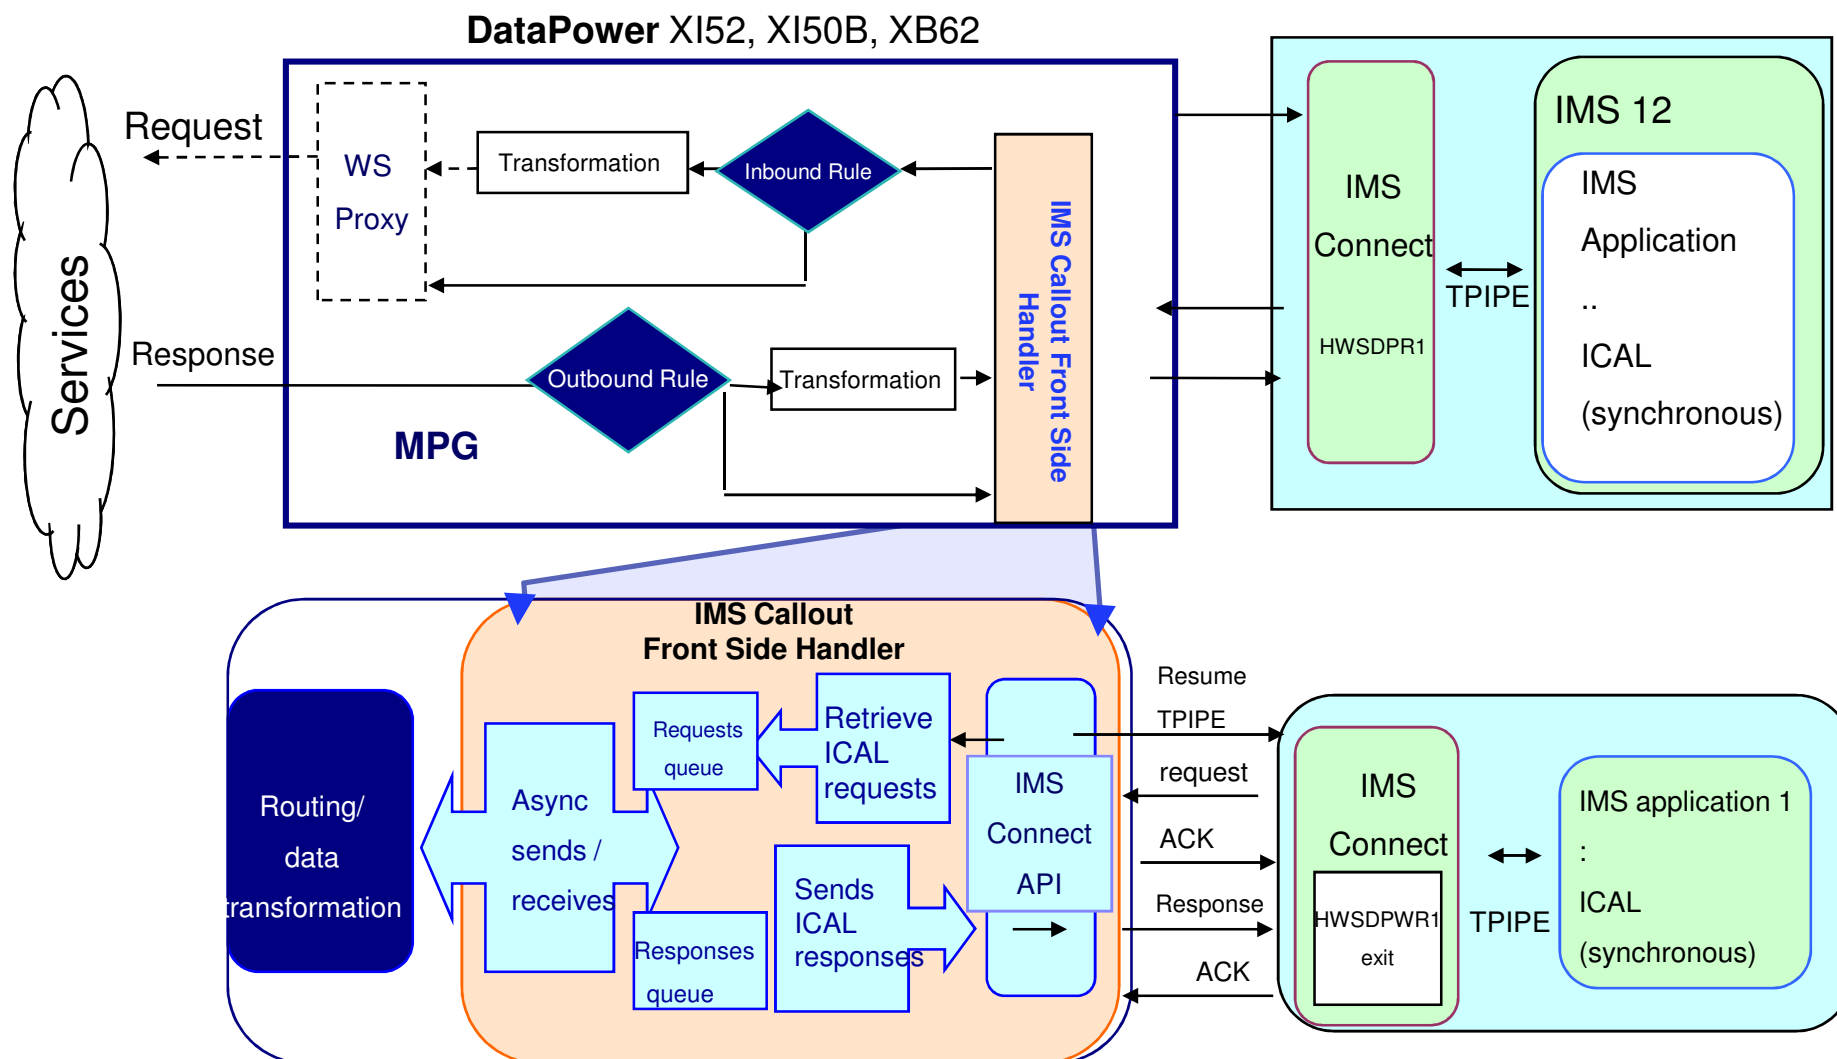 DataPower XI52, XI50B, XB62
Request
WS
Proxy
Transformation
Inbound Rule
IMS Callout Front Side
Handler
Services
Response
Outbound Rule
Transformation
MPG
IMS
Connect
HWSDPR1
TPIPE
IMS 12
IMS
Application
..
ICAL
(synchronous)
IMS Callout
Front Side Handler
Routing/
data
transformation
Async
sends /
receives
Requests
queue
Retrieve
ICAL
requests
Responses
queue
Sends
ICAL
responses
IMS
Connect
API
Resume
TPIPE
request
ACK
Response
ACK
IMS
Connect
HWSDPWR1
exit
TPIPE
IMS application 1
:
ICAL
(synchronous)